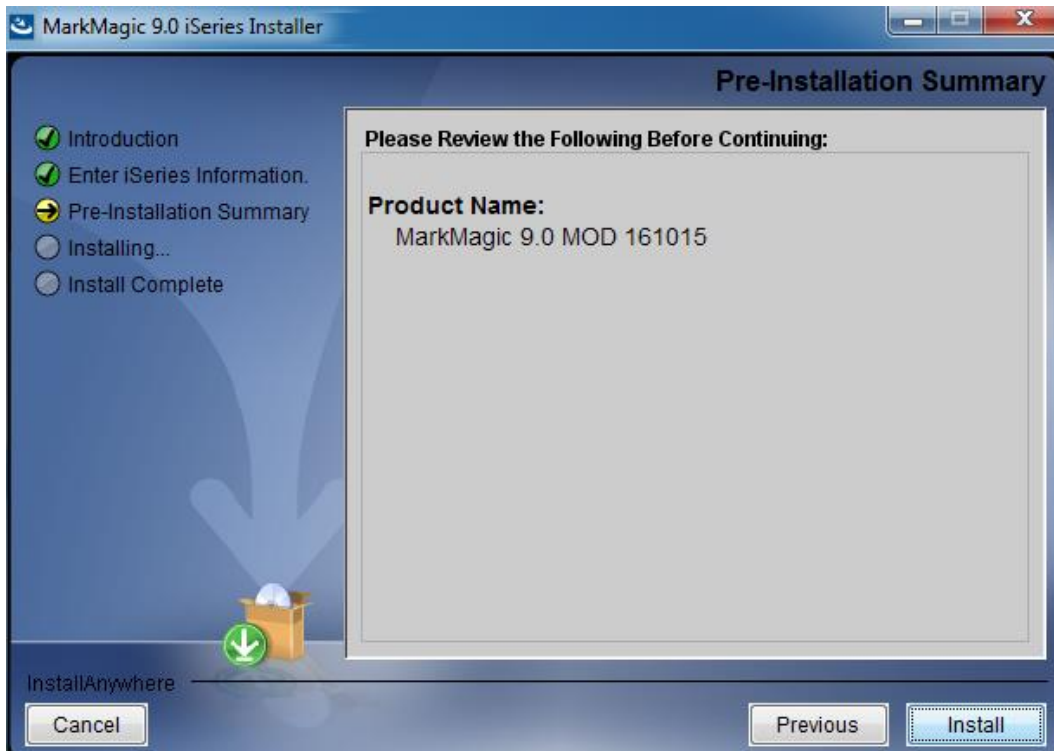 MarkMagic 9.0 iSeries Installer
Pre-Installation Summary
Introduction
Enter iSeries Information.
Pre-Installation Summary
Installing...
Install Complete
Please Review the Following Before Continuing:
Product Name:
MarkMagic 9.0 MOD 161015
InstallAnywhere
Cancel
Previous
Install